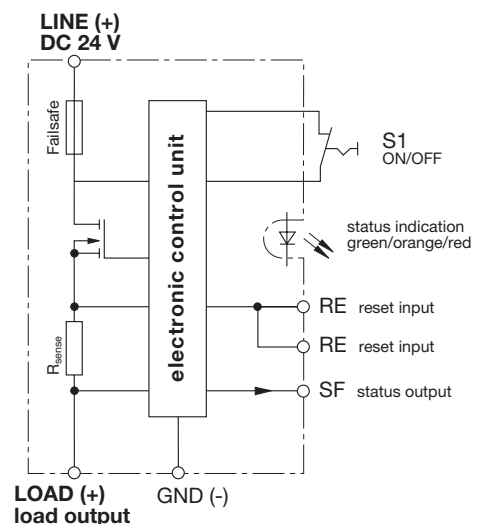 LINE (+)
DC 24 V
Failsafe
electronic control unit
S1
ON/OFF
status indication
green/orange/red
RE reset input
RE reset input
Rsense
SF status output
LOAD (+)
load output
GND (-)